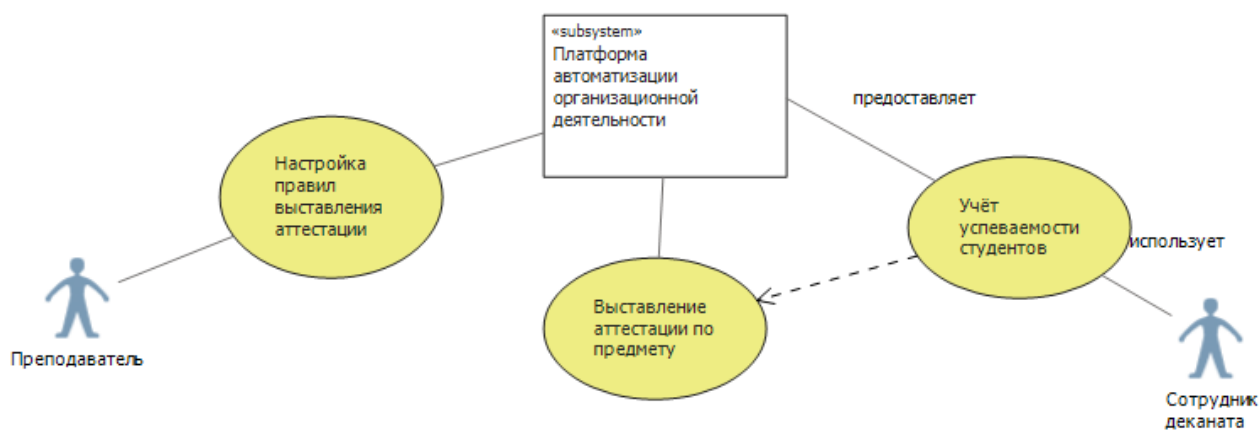 «subsystem»
Платформа
автоматизации
организационной
деятельности
предоставляет
Настройка
правил
выставления
аттестации
Учёт
успеваемости
студентов
использует
Выставление
аттестации по
предмету
Преподаватель
Сотрудник
деканата